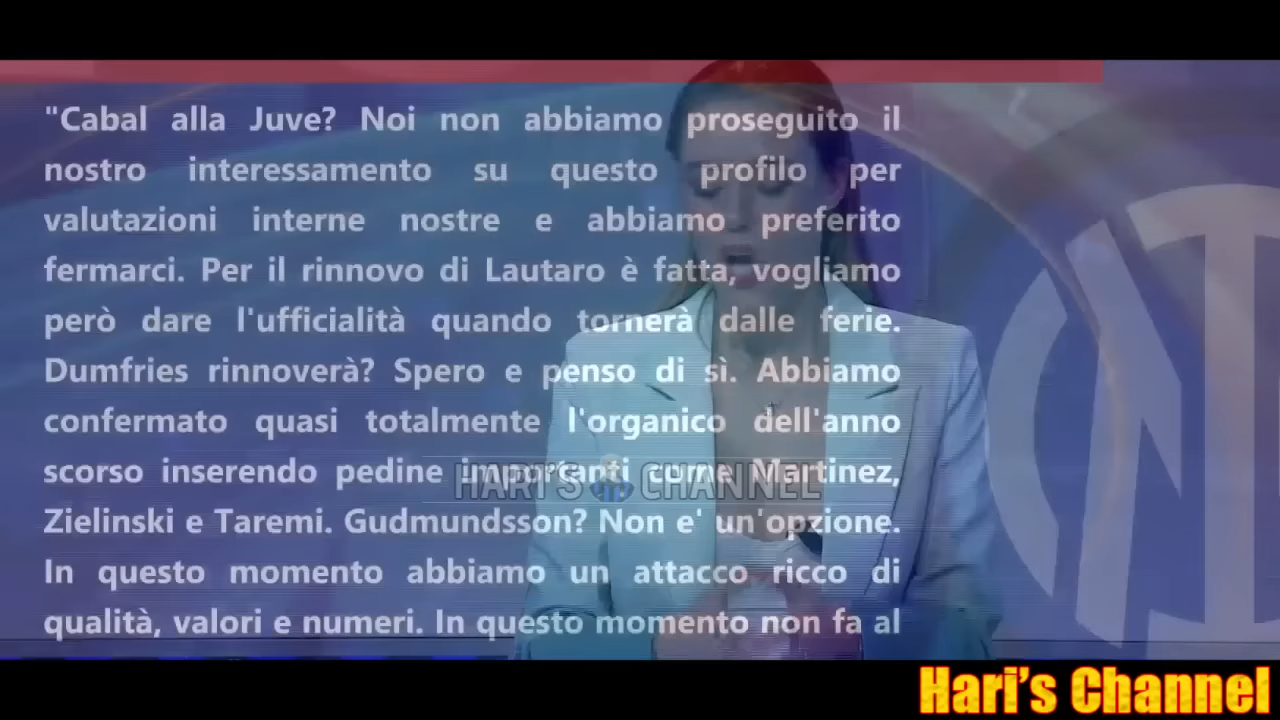 "Cabal alla Juve? Noi non abbiamo proseguito il
nostro interessamento su questo profilo per
valutazioni interne nostre e abbiamo preferito
fermarci. Per il rinnovo di Lautaro è fatta, vogliamo
però dare l'ufficialità quando tornerà dalle ferie.
Dumfries rinnoverà? Spero e penso di sì. Abbiamo
confermato quasi totalmente l'organico dell'anno
scorso inserendo pedine importanti come Martinez,
HARI'S CHANNEL
Zielinski e Taremi. Gudmundsson? Non e' un'opzione.
In questo momento abbiamo un attacco ricco di
qualità, valori e numeri. In questo momento non fa al
Hari's Channel